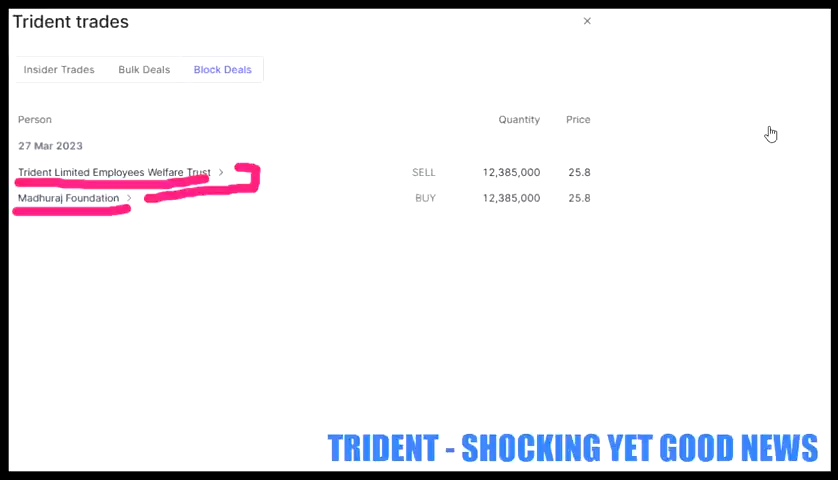 Trident trades
Insider Trades Bulk Deals Block Deals
Person Quantity Price
27 Mar 2023
Trident Limited Employees Welfare Trust SELL 12,385,000 25.8
Madhuraj Foundation BUY 12,385,000 25.8
TRIDENT - SHOCKING YET GOOD NEWS